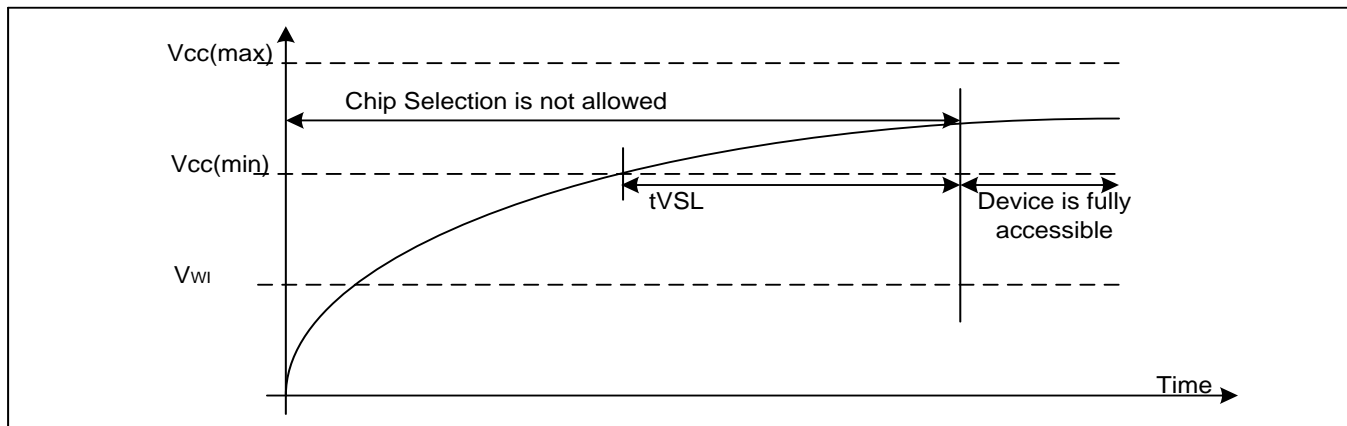 Vcc(max)
Chip Selection is not allowed
Vcc(min)
tVSL
Device is fully
accessible
VWI
Time